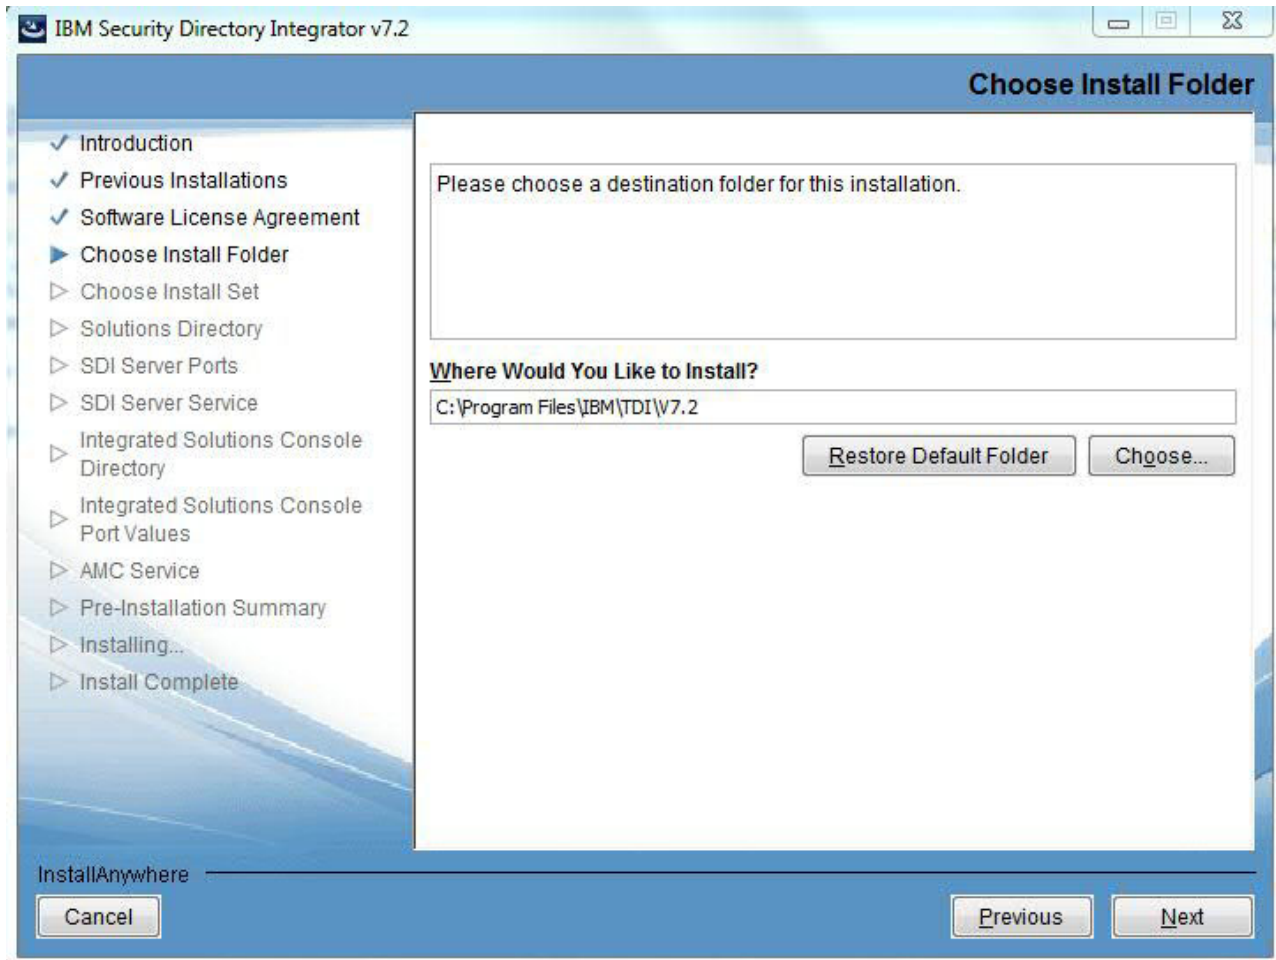 IBM Security Directory Integrator v7.2
Choose Install Folder
Introduction
Previous Installations
Software License Agreement
Choose Install Folder
Choose Install Set
Solutions Directory
SDI Server Ports
SDI Server Service
Integrated Solutions Console
Directory
Integrated Solutions Console
Port Values
AMC Service
Pre-Installation Summary
Installing...
Install Complete
Please choose a destination folder for this installation.
Where Would You Like to Install?
C:\Program Files\IBM\TDI\V7.2
Restore Default Folder
Choose...
InstallAnywhere
Cancel
Previous
Next